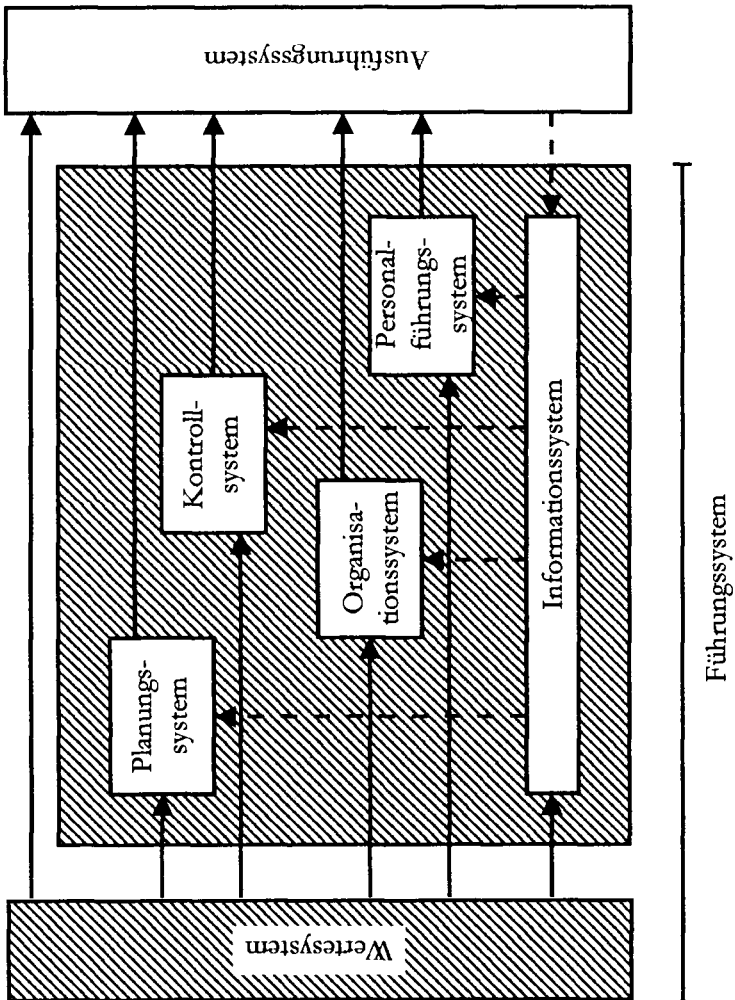 Wertesystem
Planungs-
system
Kontroll-
system
Organisa-
tionssystem
Personal-
führungs-
system
Informationssystem
Ausführungssystem
Führungssystem